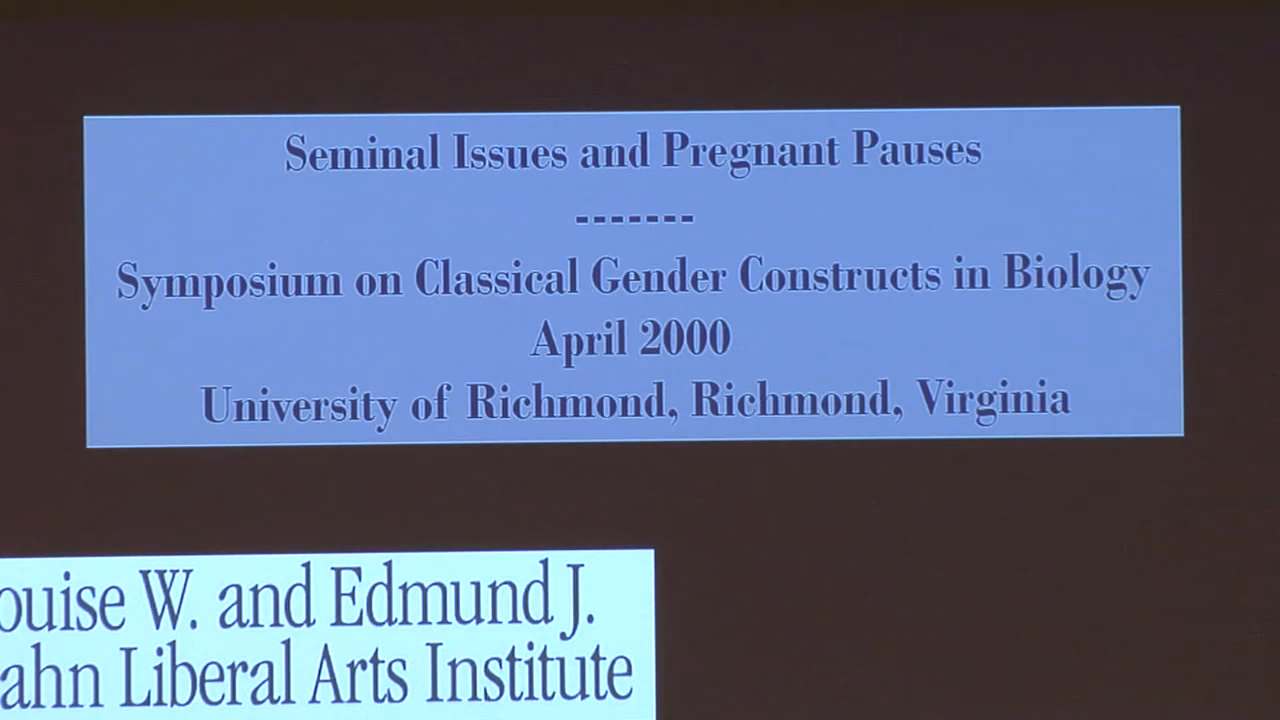 Seminal Issues and Pregnant Pauses
-------
Symposium on Classical Gender Constructs in Biology
April 2000
University of Richmond, Richmond, Virginia
ouise W. and Edmund J.
ahn Liberal Arts Institute